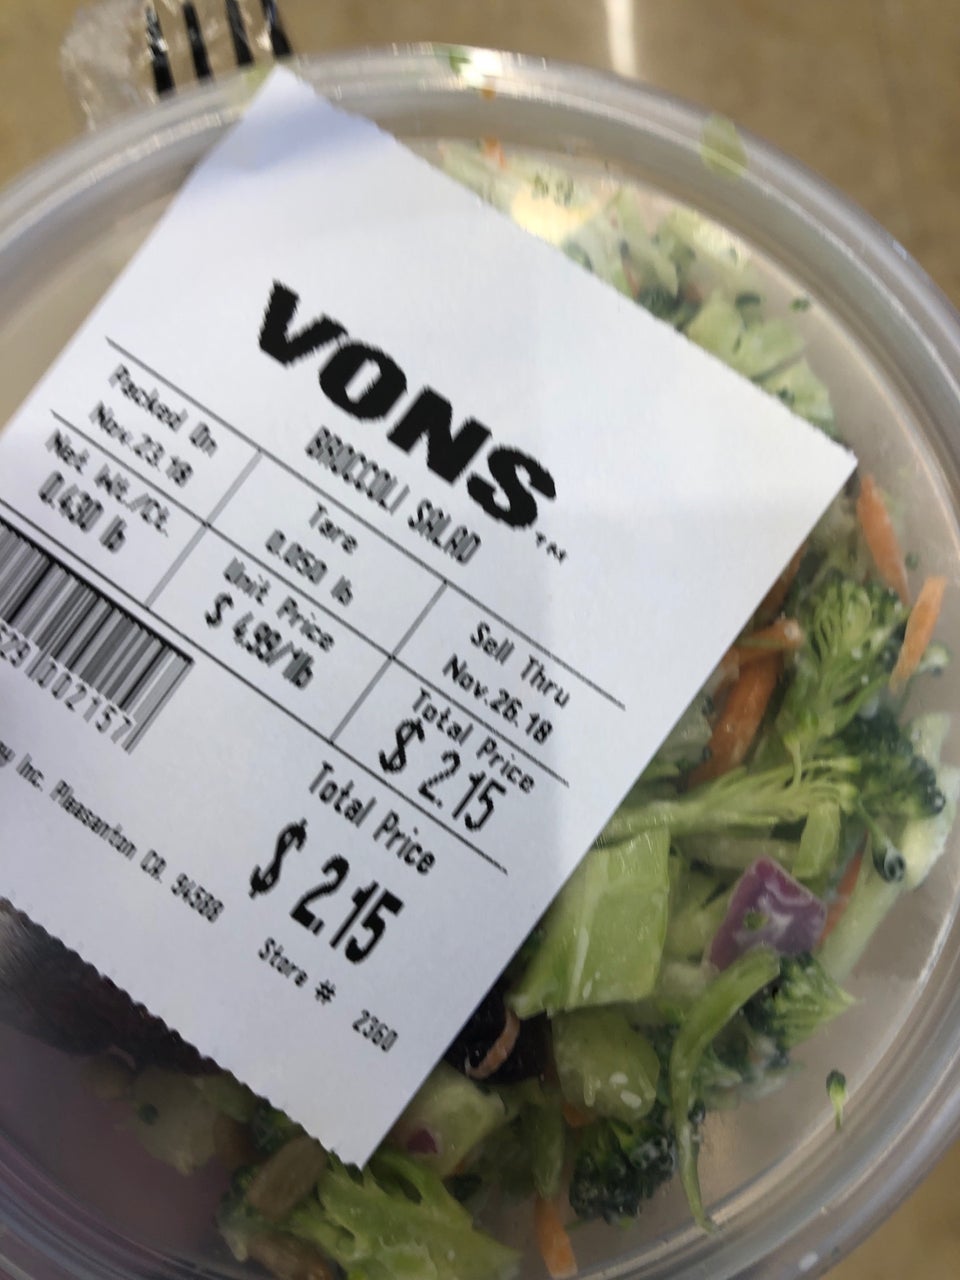 VONS™
BROCCOLI SALAD
Packed On
Nov.23.18
Tare
0.050 lb
Sell Thru
Nov.26.18
Net Wt./Ct.
0.430 lb
Unit Price
$ 4.99/lb
Total Price
$ 2.15
Total Price
$ 2.15
1002157
Inc. Pleasanton CA. 94588
Store # 2360